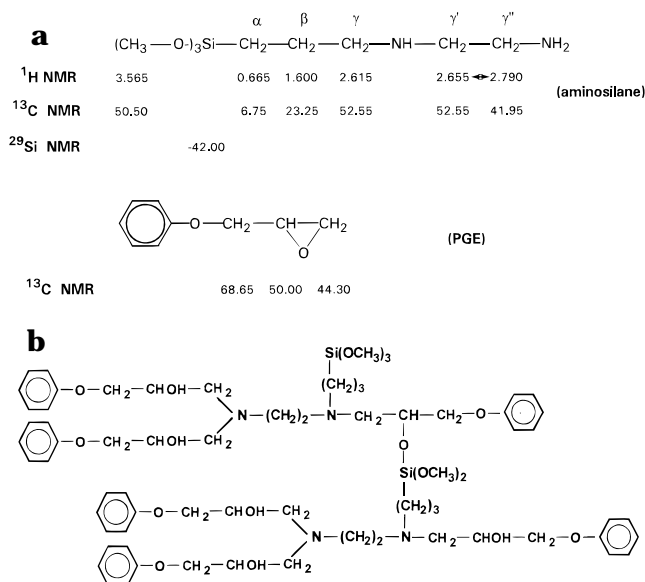 α β γ γ' γ"
a (CH3—O-)3Si—CH2—CH2—CH2—NH—CH2—CH2—NH2
1H NMR 3.565 0.665 1.600 2.615 2.655 ↔ 2.790
(aminosilane)
13C NMR 50.50 6.75 23.25 52.55 52.55 41.95
29Si NMR -42.00
O—CH2—CH—CH2
O
(PGE)
13C NMR 68.65 50.00 44.30
b
Si(OCH3)3
(CH2)3
O—CH2—CHOH—CH2
N—(CH2)2—N—CH2—CH—CH2—O
O—CH2—CHOH—CH2
O
Si(OCH3)2
(CH2)3
O—CH2—CHOH—CH2
N—(CH2)2—N—CH2—CHOH—CH2—O
O—CH2—CHOH—CH2